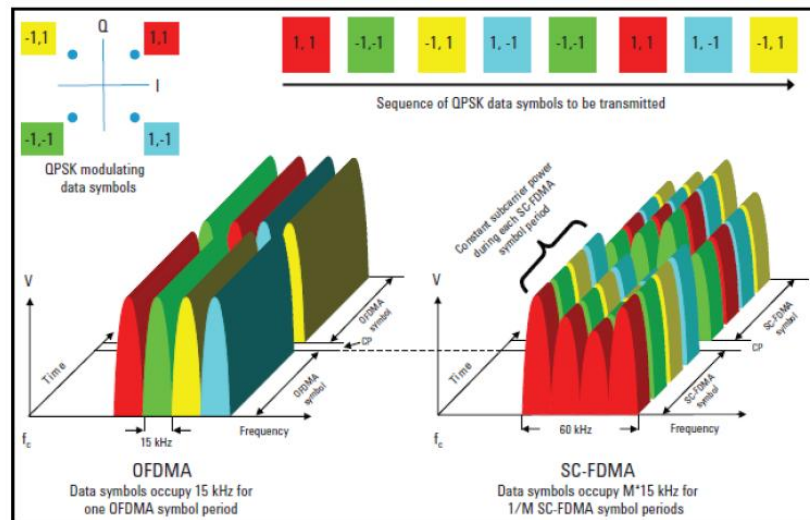 -1,1
Q
1,1
I
-1,-1
1,-1
QPSK modulating
data symbols
1, 1
-1,-1
-1, 1
1, -1
-1,-1
1, 1
1, -1
-1, 1
Sequence of QPSK data symbols to be transmitted
V
Time
f_c
15 kHz
Frequency
OFDMA
symbol
CP
OFDMA
symbol
OFDMA
Data symbols occupy 15 kHz for
one OFDMA symbol period
Constant subcarrier power
during each SC-FDMA
symbol period
V
Time
f_c
60 kHz
Frequency
SC-FDMA
symbol
CP
SC-FDMA
symbol
SC-FDMA
Data symbols occupy M*15 kHz for
1/M SC-FDMA symbol periods